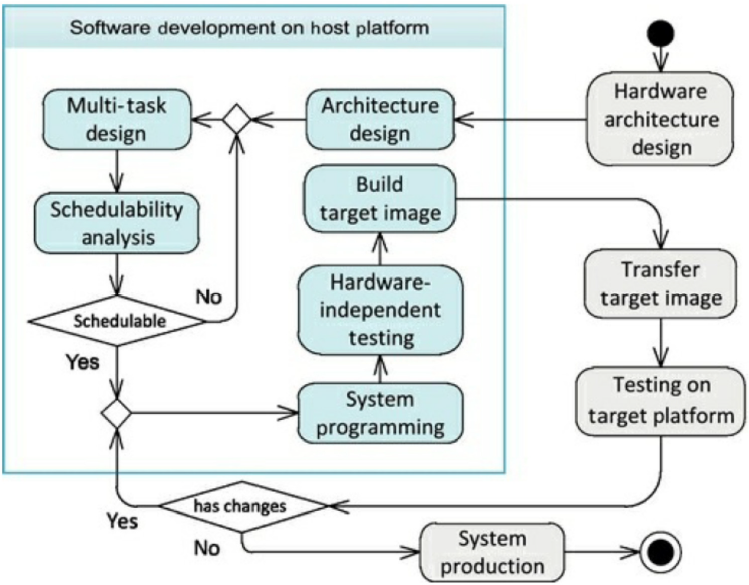 Software development on host platform
Hardware
architecture
design
Architecture
design
Multi-task
design
Schedulability
analysis
Schedulable
No
Yes
Build
target image
Hardware-
independent
testing
System
programming
Transfer
target image
Testing on
target platform
has changes
Yes
No
System
production